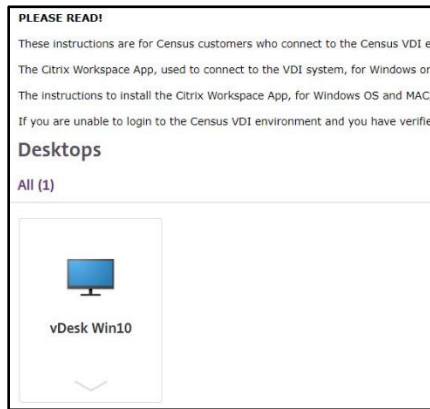 PLEASE READ!
These instructions are for Census customers who connect to the Census VDI e
The Citrix Workspace App, used to connect to the VDI system, for Windows or
The instructions to install the Citrix Workspace App, for Windows OS and MAC
If you are unable to login to the Census VDI environment and you have verifie
Desktops
All (1)
vDesk Win10